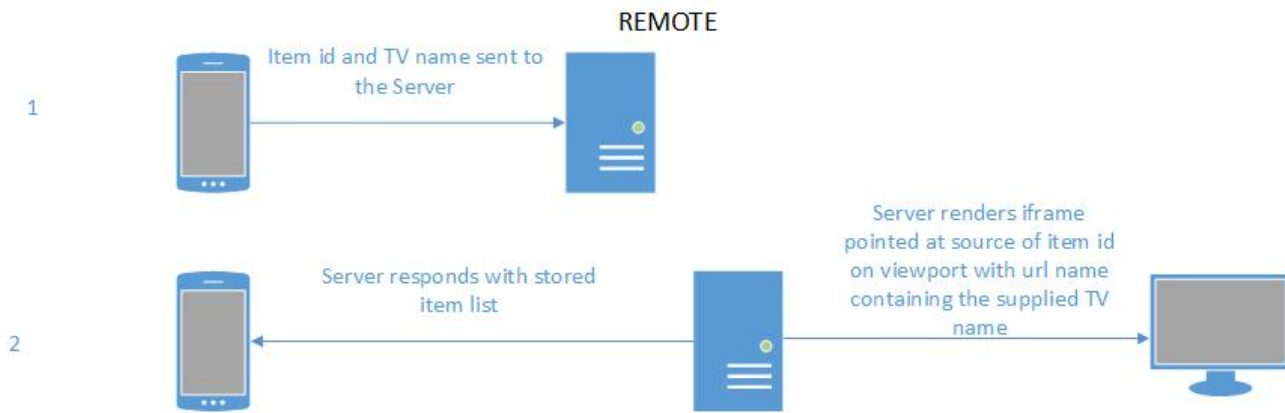 REMOTE
Item id and TV name sent to
the Server
1
Server renders iframe
pointed at source of item id
on viewport with url name
containing the supplied TV
name
Server responds with stored
item list
2